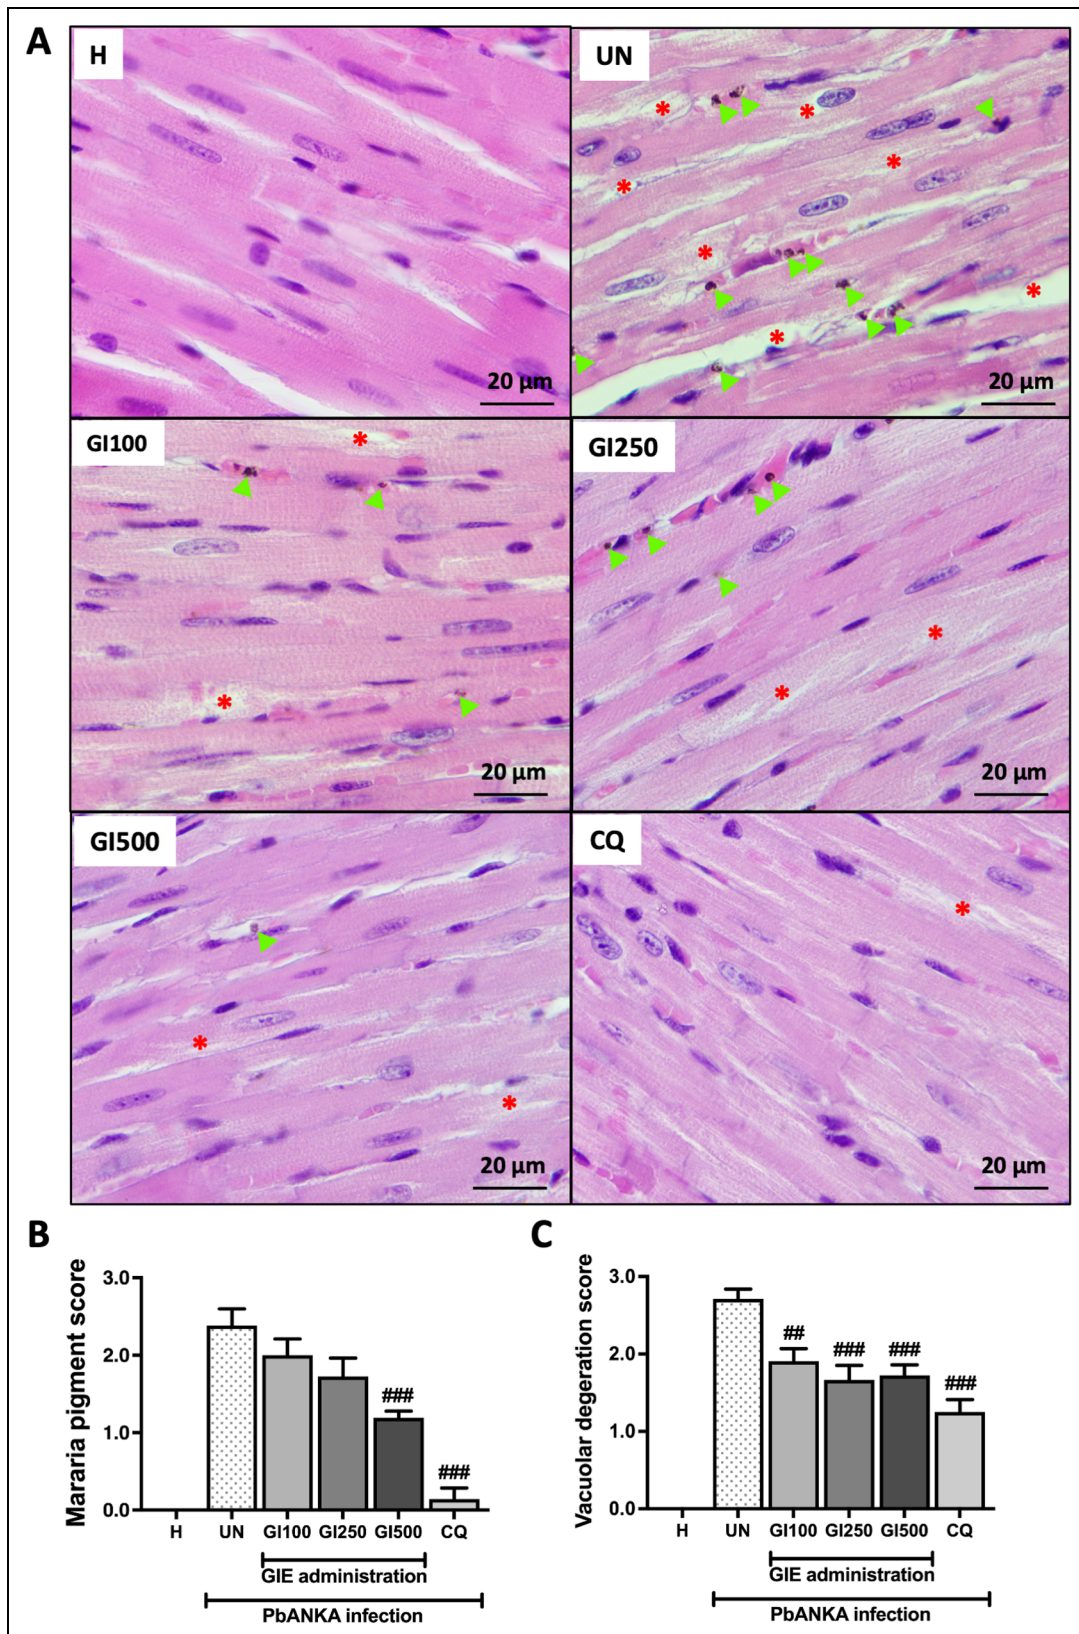 A
H
UN
20 µm
20 µm
GI100
GI250
20 µm
20 µm
GI500
CQ
20 µm
20 µm
B
C
Mararia pigment score
3.0
2.0
1.0
0.0
###
###
H UN GI100 GI250 GI500 CQ
GIE administration
PbANKA infection
Vacuolar degeration score
3.0
2.0
1.0
0.0
##
###
###
###
H UN GI100 GI250 GI500 CQ
GIE administration
PbANKA infection